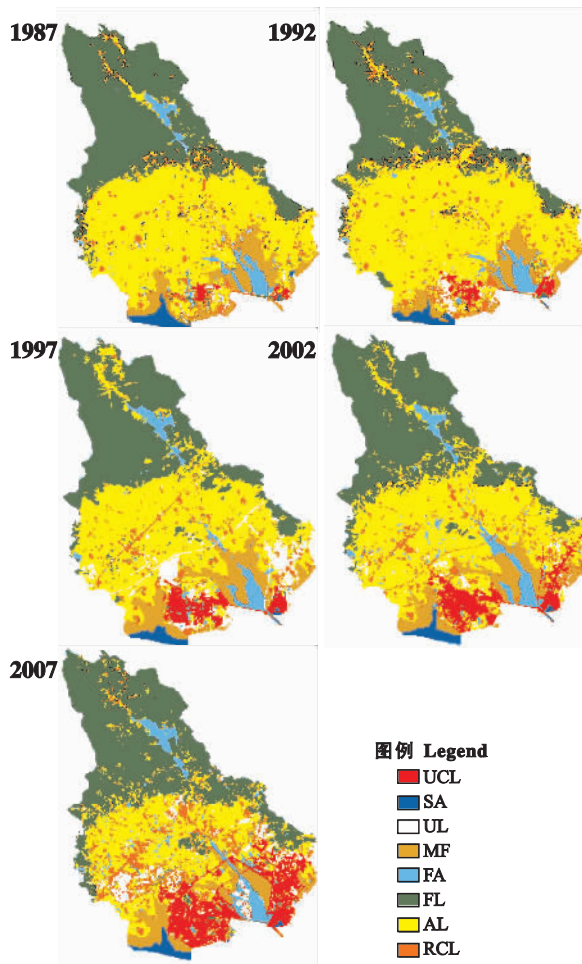 1987
1992
1997
2002
2007
图例 Legend
UCL
SA
UL
MF
FA
FL
AL
RCL